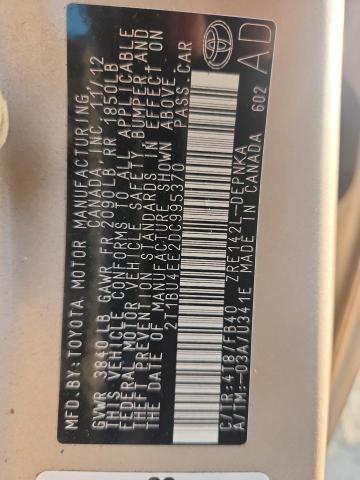 MFD.BY:TOYOTA MOTOR MANUFACTURING
CANADA INC. 11/12
GVWR 3840 LB GAWR FR 2090LB RR 1850LB
THIS VEHICLE CONFORMS TO ALL APPLICABLE
FEDERAL MOTOR VEHICLE SAFETY, BUMPER, AND
THEFT PREVENTION STANDARDS IN EFFECT ON
THE DATE OF MANUFACTURE SHOWN ABOVE.
2T1BU4EE2DC995370 PASS.CAR
C/TR:4T8/FB40 ZRE142L-DEPNKA
A/TM:-03A/U341E MADE IN CANADA 602
AD